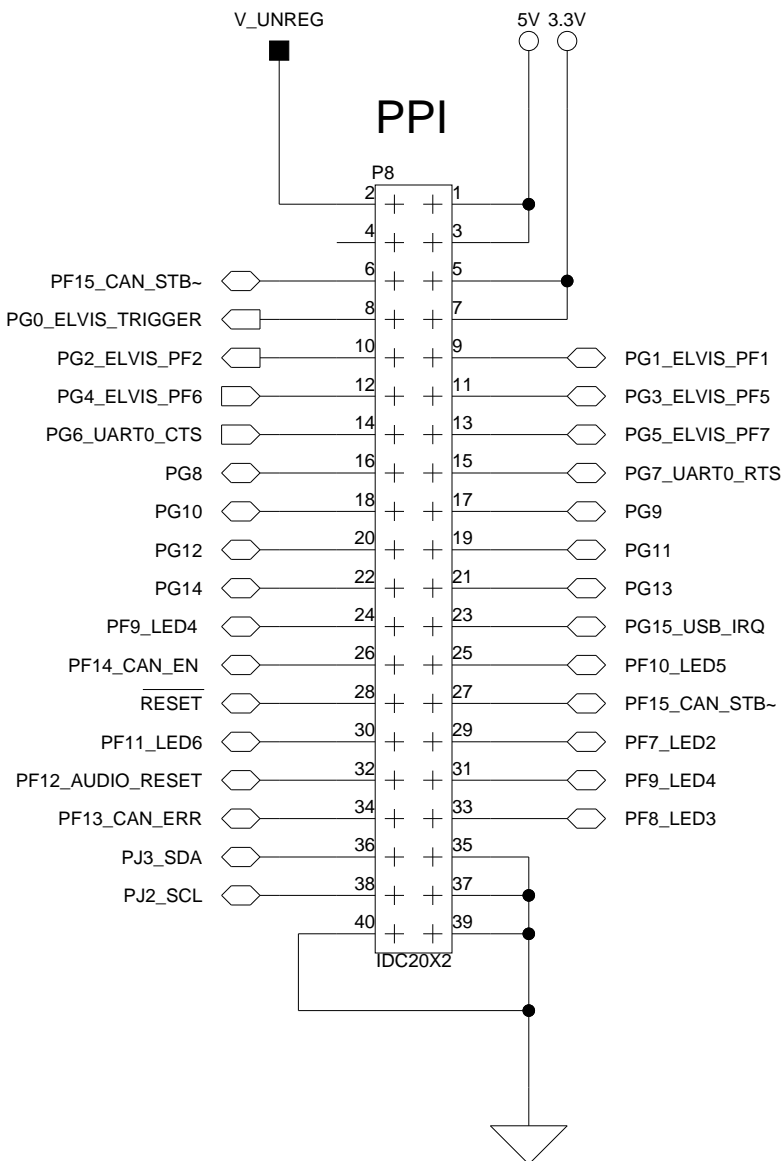 V_UNREG 5V 3.3V
PPI
P8
2 1
4 3
PF15_CAN_STB~ 6 5
PG0_ELVIS_TRIGGER 8 7
PG2_ELVIS_PF2 10 9 PG1_ELVIS_PF1
PG4_ELVIS_PF6 12 11 PG3_ELVIS_PF5
PG6_UART0_CTS 14 13 PG5_ELVIS_PF7
PG8 16 15 PG7_UART0_RTS
PG10 18 17 PG9
PG12 20 19 PG11
PG14 22 21 PG13
PF9_LED4 24 23 PG15_USB_IRQ
PF14_CAN_EN 26 25 PF10_LED5
RESET 28 27 PF15_CAN_STB~
PF11_LED6 30 29 PF7_LED2
PF12_AUDIO_RESET 32 31 PF9_LED4
PF13_CAN_ERR 34 33 PF8_LED3
PJ3_SDA 36 35
PJ2_SCL 38 37
40 39
IDC20X2